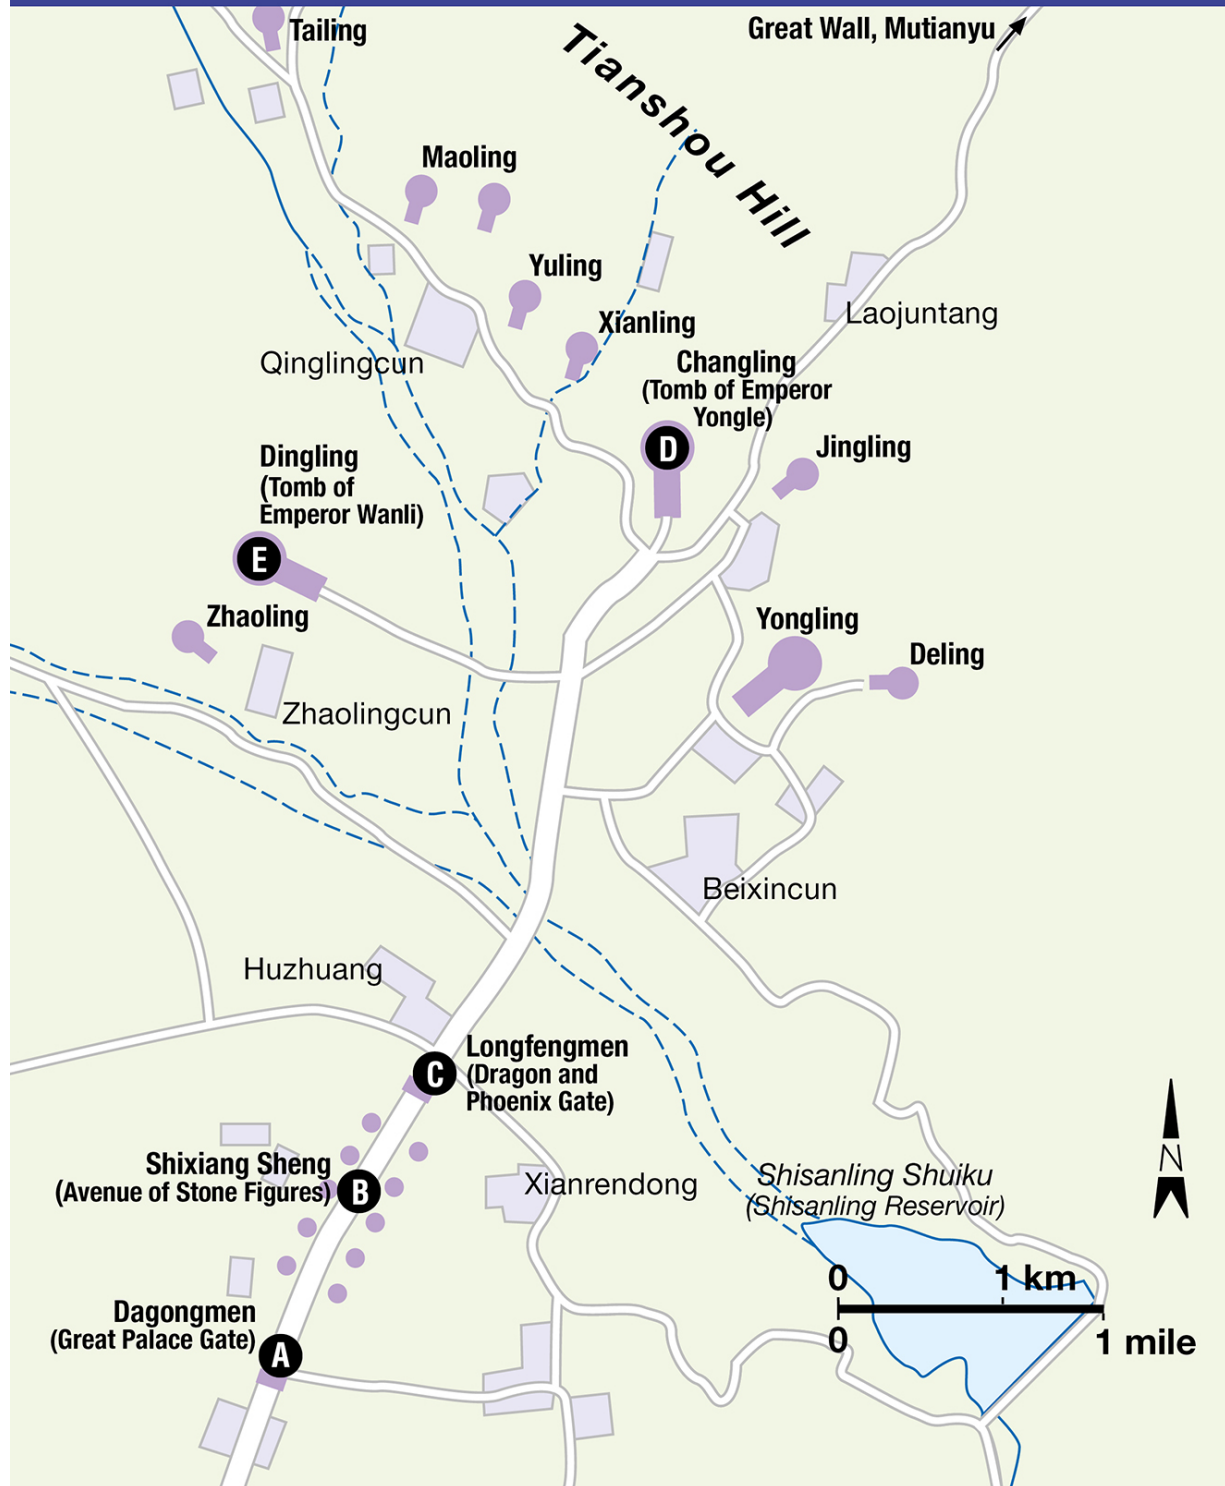 Tailing
Great Wall, Mutianyu
Tianshou Hill
Maoling
Yuling
Laojuntang
Xianling
Qinglingcun
Changling
(Tomb of Emperor
Yongle)
D
Jingling
Dingling
(Tomb of
Emperor Wanli)
E
Zhaoling
Yongling
Deling
Zhaolingcun
Beixincun
Huzhuang
Longfengmen
(Dragon and
Phoenix Gate)
C
Shixiang Sheng
(Avenue of Stone Figures)
B
Xianrendong
Shisanling Shuiku
(Shisanling Reservoir)
N
Dagongmen
(Great Palace Gate)
A
0 1 km
0 1 mile